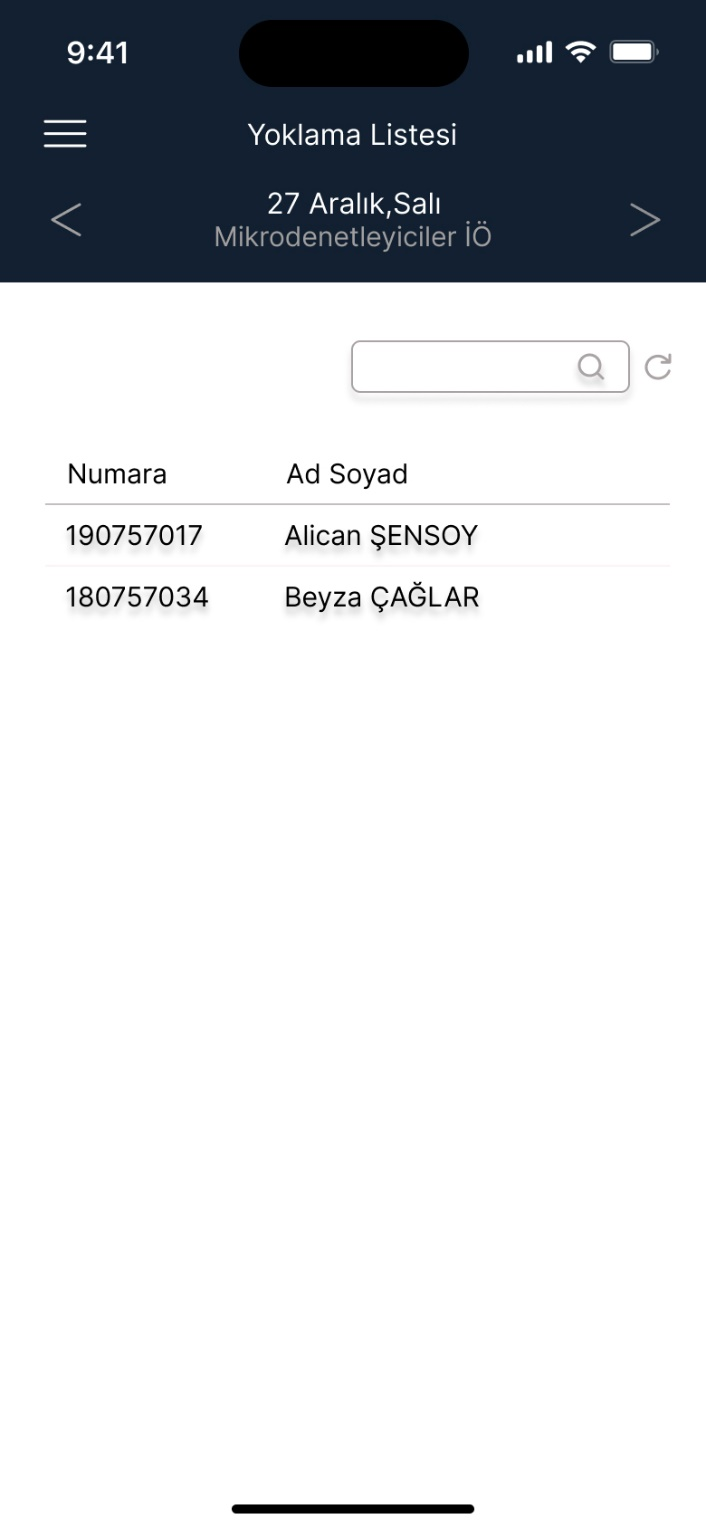 9:41
Yoklama Listesi
27 Aralık,Salı
Mikrodenetleyiciler İÖ
Numara Ad Soyad
190757017 Alican ŞENSOY
180757034 Beyza ÇAĞLAR